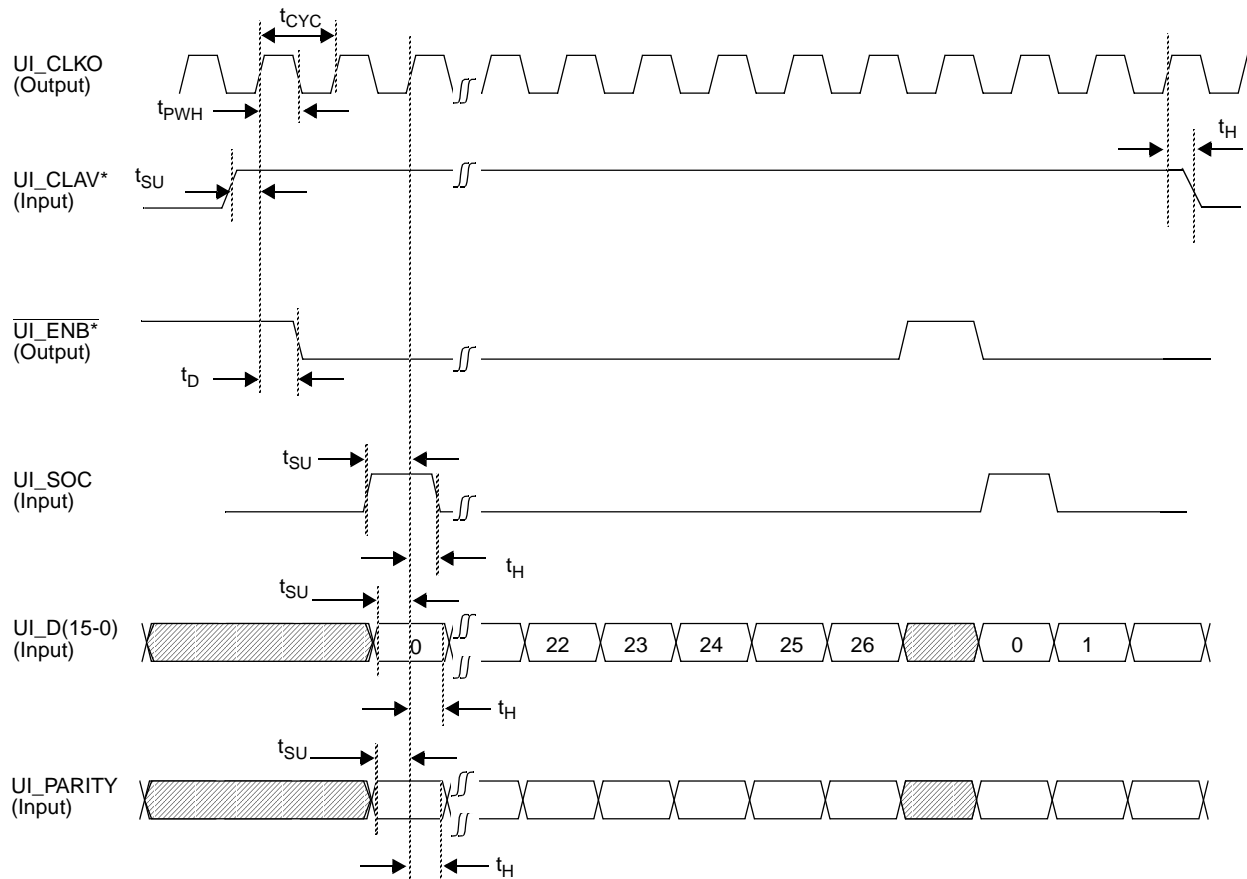 tCYC
UI_CLKO
(Output)
tPWH
tH
UI_CLAV*
(Input)
tSU
UI_ENB*
(Output)
tD
tSU
UI_SOC
(Input)
tH
tSU
UI_D(15-0)
(Input)
0 22 23 24 25 26 0 1
tH
tSU
UI_PARITY
(Input)
tH